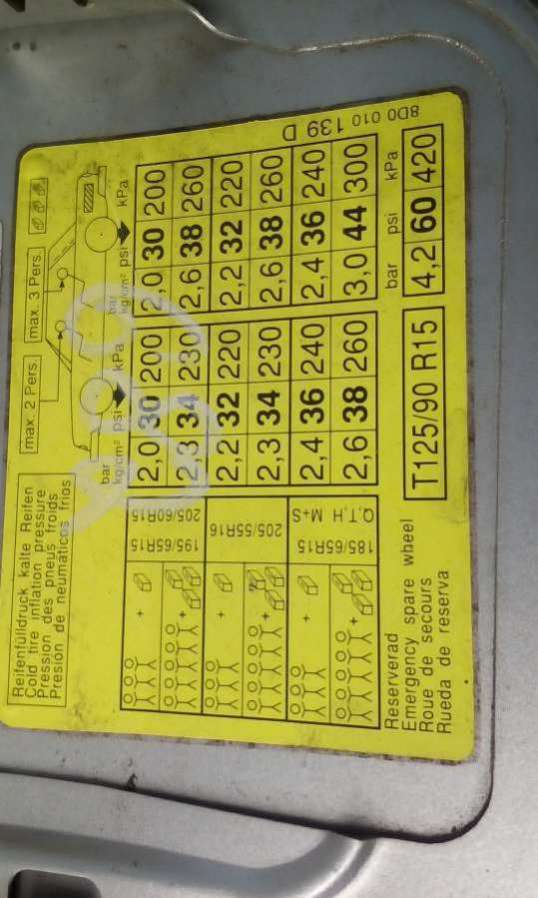 Reifenfülldruck kalte Reifen
Cold tire inflation pressure
Pression des pneus froids
Presión de neumáticos frios
max. 2 Pers.
max. 3 Pers.
bar kg/cm² psi kPa bar kg/cm² psi kPa
195/65R15
205/60R15
+ 2,0 30 200 2,0 30 200
+ 2,3 34 230 2,6 38 260
205/55R16
+ 2,2 32 220 2,2 32 220
+ 2,3 34 230 2,6 38 260
185/65R15
Q,T,H M+S
+ 2,4 36 240 2,4 36 240
+ 2,6 38 260 3,0 44 300
Reserverad
Emergency spare wheel
Roue de secours
Rueda de reserva
bar psi kPa
T125/90 R15 4,2 60 420
8D0 010 139 D